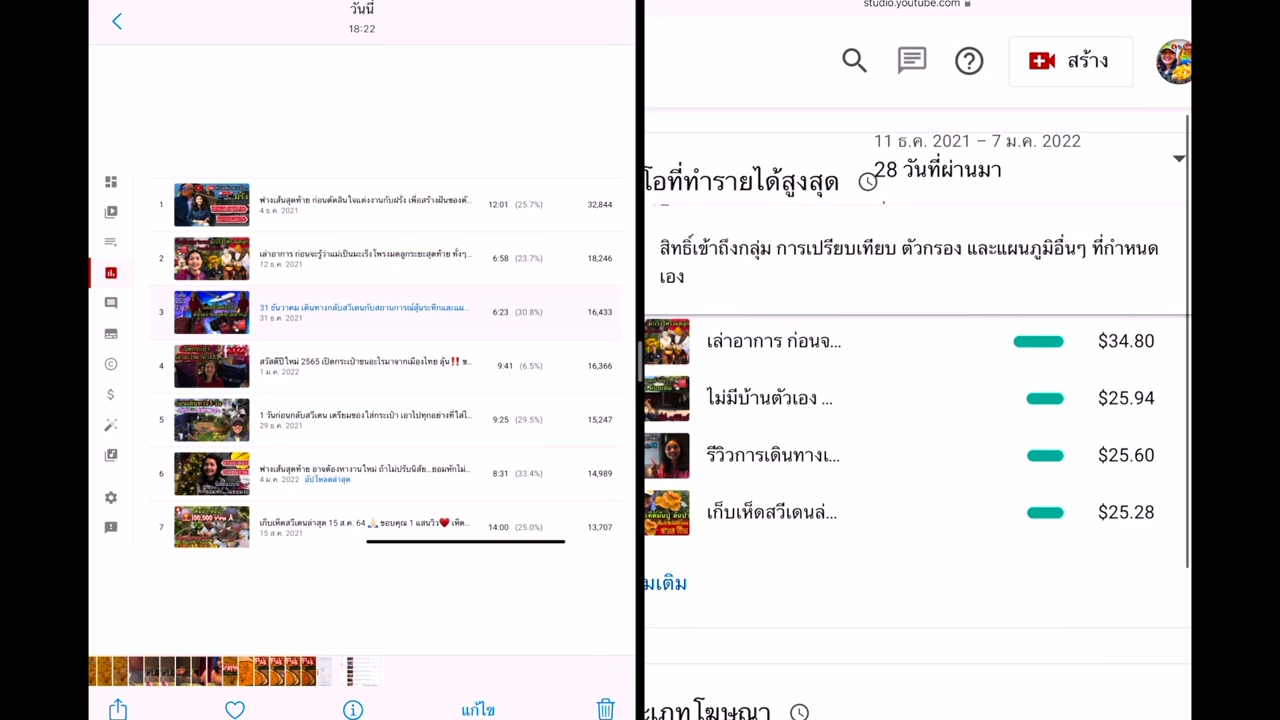 วันนี้
18:22
1
ฟางเส้นสุดท้าย ก่อนตัดสินใจแต่งงานกับฝรั่ง เพื่อสร้างฝันของตั...
4 ธ.ค. 2021
12:01 (25.7%)
32,844
2
เล่าอาการ ก่อนจะรู้ว่าแม่เป็นมะเร็งโพรงมดลูกระยะสุดท้าย ทั้งๆ...
12 ธ.ค. 2021
6:58 (23.7%)
18,246
3
31 ธันวาคม เดินทางกลับสวีเดนกับสถานการณ์ลุ้นระทึกและแผ...
31 ธ.ค. 2021
6:23 (30.8%)
16,433
4
สวัสดีปีใหม่ 2565 เปิดกระเป๋าขนอะไรมาจากเมืองไทย ลุ้น‼️ ข...
1 ม.ค. 2022
9:41 (6.5%)
16,366
5
1 วันก่อนกลับสวีเดน เตรียมของใส่กระเป๋า เอาไปทุกอย่างที่ใส่ไ...
29 ธ.ค. 2021
9:25 (29.5%)
15,247
6
ฟางเส้นสุดท้าย อาจต้องหางานใหม่ ถ้าไม่ปรับนิสัย...ยอมหักไม่...
4 ม.ค. 2022 อัปโหลดล่าสุด
8:31 (33.4%)
14,989
7
เก็บเห็ดสวีเดนล่าสุด 15 ส.ค. 64 🙏🏻ขอบคุณ 1 แสนวิว❤️ เห็ด...
15 ส.ค. 2021
14:00 (25.0%)
13,707
แก้ไข
studio.youtube.com
สร้าง
11 ธ.ค. 2021 – 7 ม.ค. 2022
28 วันที่ผ่านมา
โอที่ทำรายได้สูงสุด
สิทธิ์เข้าถึงกลุ่ม การเปรียบเทียบ ตัวกรอง และแผนภูมิอื่นๆ ที่กำหนด
เอง
เล่าอาการ ก่อนจ...
$34.80
ไม่มีบ้านตัวเอง ...
$25.94
รีวิวการเดินทางเ...
$25.60
เก็บเห็ดสวีเดนล่...
$25.28
มเติม
ะเภทโฆษณา